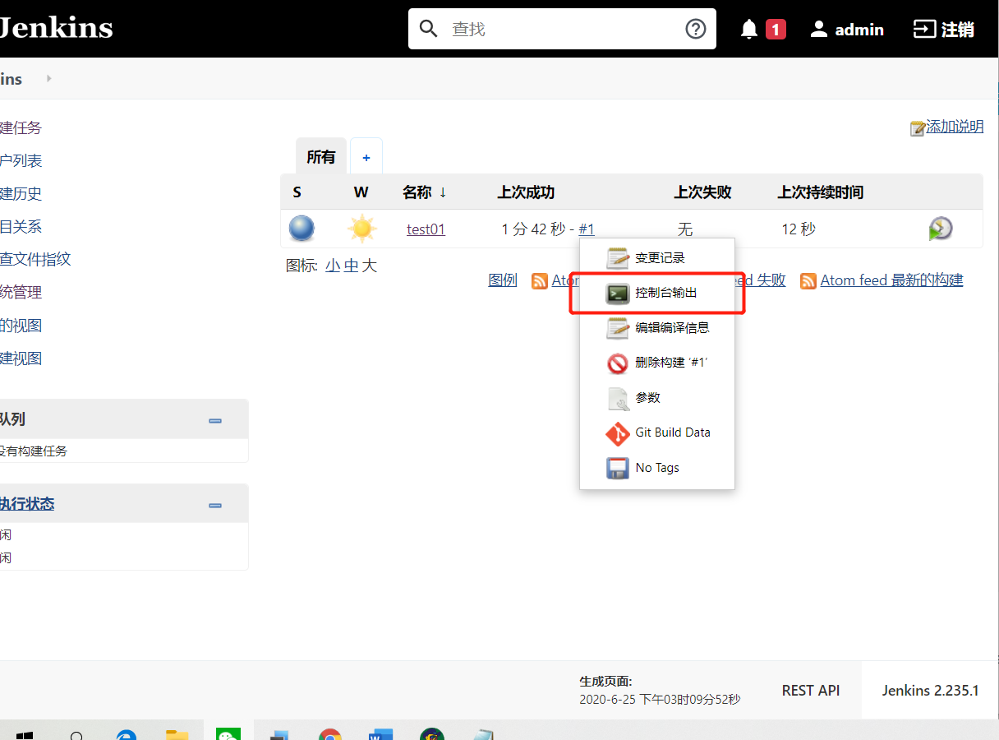 Jenkins
查找
1
admin
注销
ins
建任务
户列表
建历史
目关系
查文件指纹
统管理
的视图
建视图
添加说明
所有
+
S W 名称 ↓ 上次成功 上次失败 上次持续时间
test01 1 分 42 秒 - #1 无 12 秒
图标: 小 中 大
图例 Atom eed 失败 Atom feed 最新的构建
变更记录
控制台输出
编辑编译信息
删除构建 ‘#1’
参数
Git Build Data
No Tags
队列
没有构建任务
执行状态
闲
闲
生成页面:
2020-6-25 下午03时09分52秒
REST API
Jenkins 2.235.1